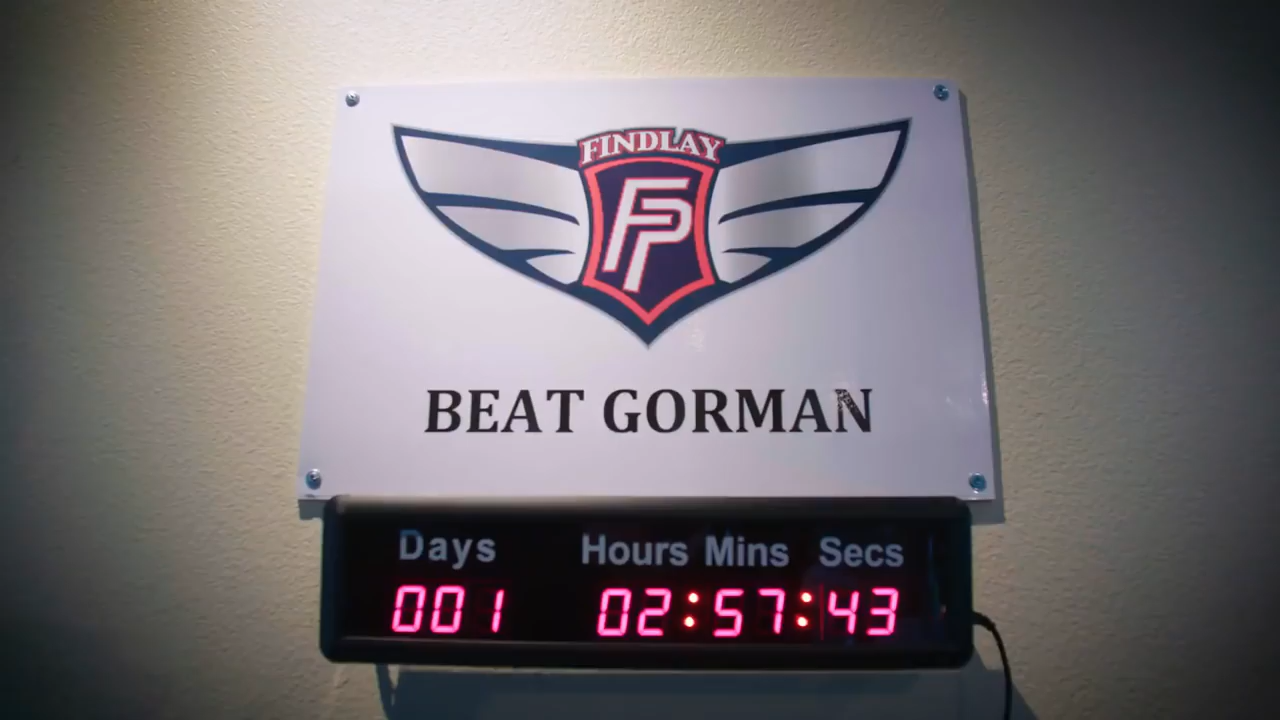 FINDLAY
FP
BEAT GORMAN
Days Hours Mins Secs
001 02:57:43